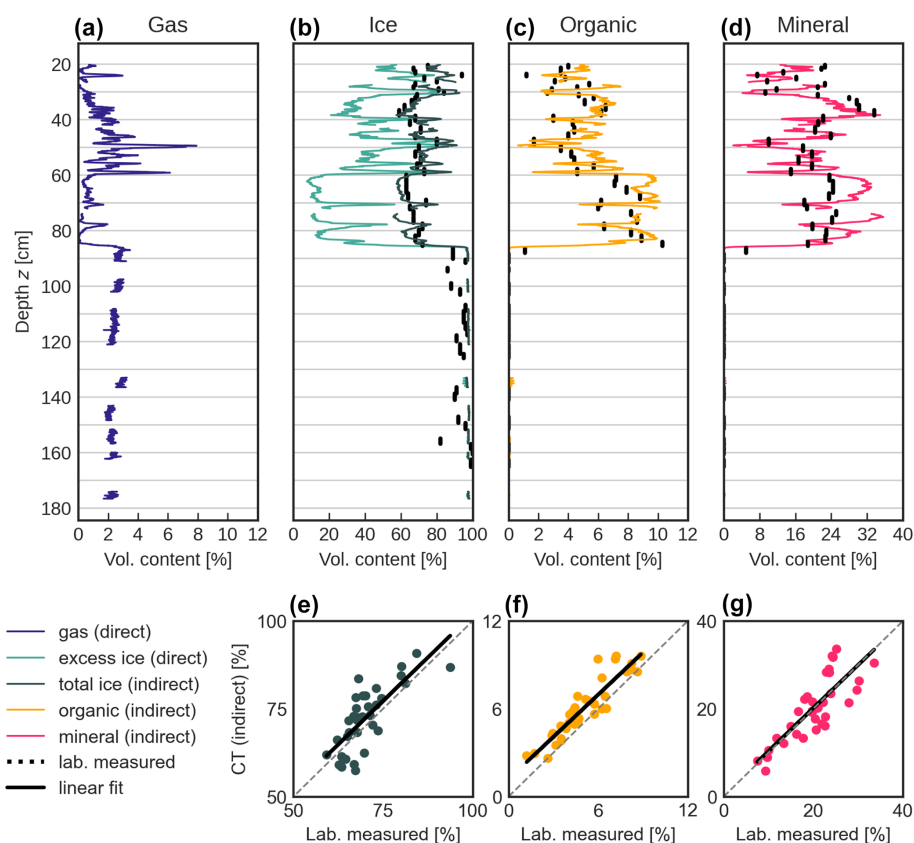 (a) Gas
(b) Ice
(c) Organic
(d) Mineral
Depth z [cm]
20
40
60
80
100
120
140
160
180
0 2 4 6 8 10 12
0 20 40 60 80 100
0 2 4 6 8 10 12
0 8 16 24 32 40
Vol. content [%]
Vol. content [%]
Vol. content [%]
Vol. content [%]
gas (direct)
excess ice (direct)
total ice (indirect)
organic (indirect)
mineral (indirect)
lab. measured
linear fit
(e)
CT (indirect) [%]
100
75
50
50 75 100
Lab. measured [%]
(f)
12
6
0
0 6 12
Lab. measured [%]
(g)
40
20
0
0 20 40
Lab. measured [%]